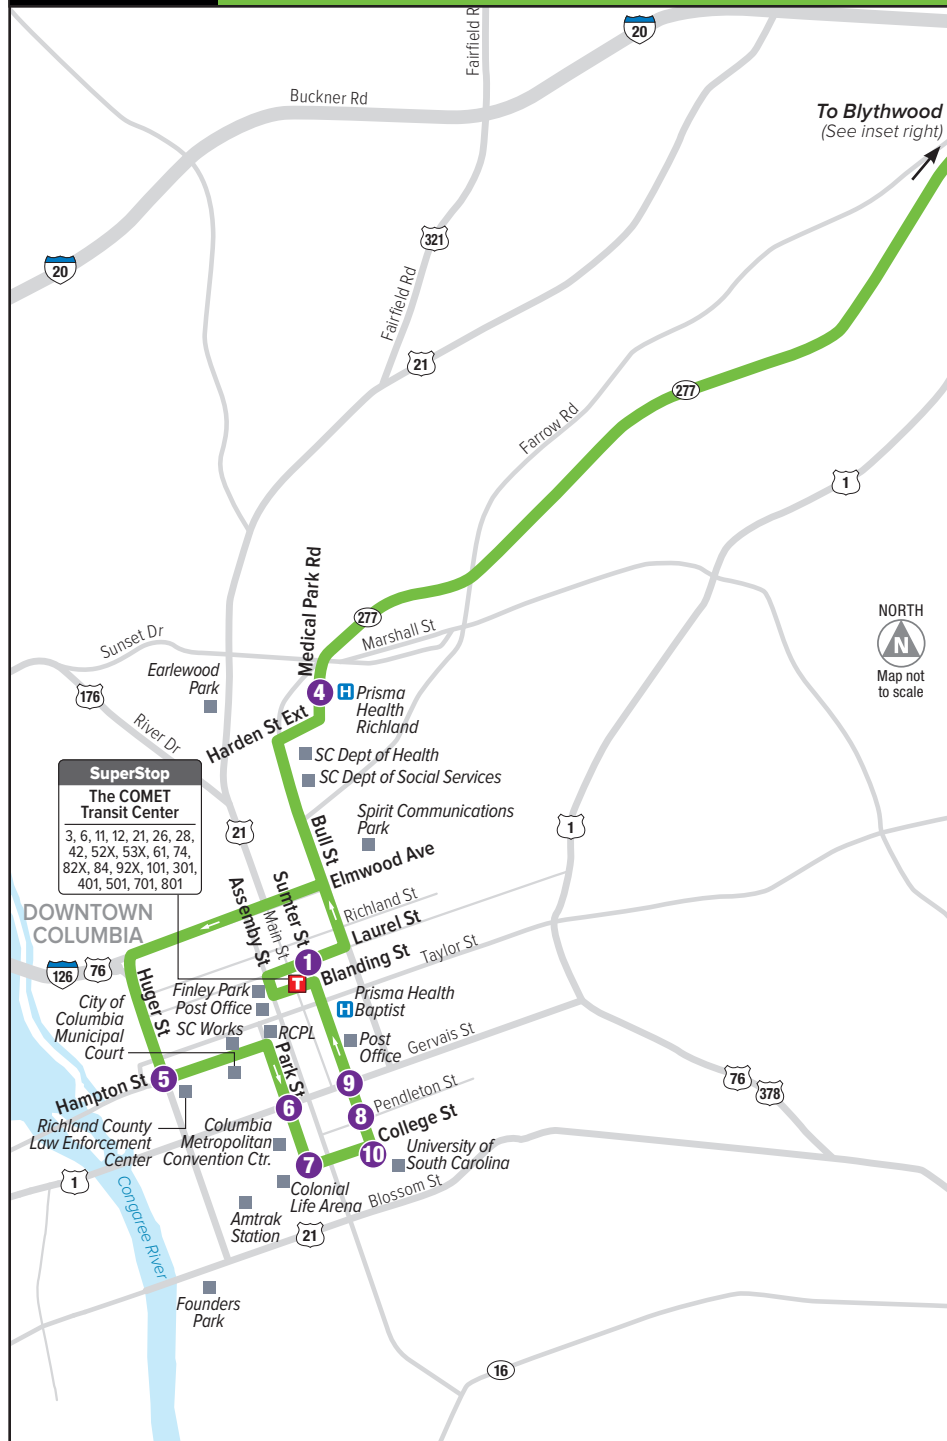 Fairfield R
20
Buckner Rd
To Blythwood
(See inset right)
321
20
Fairfield Rd
21
277
Farrow Rd
1
Medical Park Rd
277
NORTH
N
Map not
to scale
Marshall St
Sunset Dr
Earlewood
Park
176
4
H
Prisma
Health
Richland
River Dr
Harden St Ext
SC Dept of Health
SC Dept of Social Services
SuperStop
The COMET
Transit Center
3, 6, 11, 12, 21, 26, 28,
42, 52X, 53X, 61, 74,
82X, 84, 92X, 101, 301,
401, 501, 701, 801
21
Spirit Communications
Park
1
Bull St
Elmwood Ave
Assemby St
Sumter St
Main St
Richland St
Laurel St
DOWNTOWN
COLUMBIA
Blanding St
Taylor St
1
T
126
76
Huger St
Finley Park
Post Office
SC Works
RCPL
H
Prisma Health
Baptist
Post
Office
Gervais St
City of
Columbia
Municipal
Court
Park St
Hampton St
5
9
76
378
6
8
Pendleton St
College St
Richland County
Law Enforcement
Center
Columbia
Metropolitan
Convention Ctr.
7
10
University of
South Carolina
1
Colonial
Life Arena
Blossom St
Amtrak
Station
21
Congaree River
Founders
Park
16